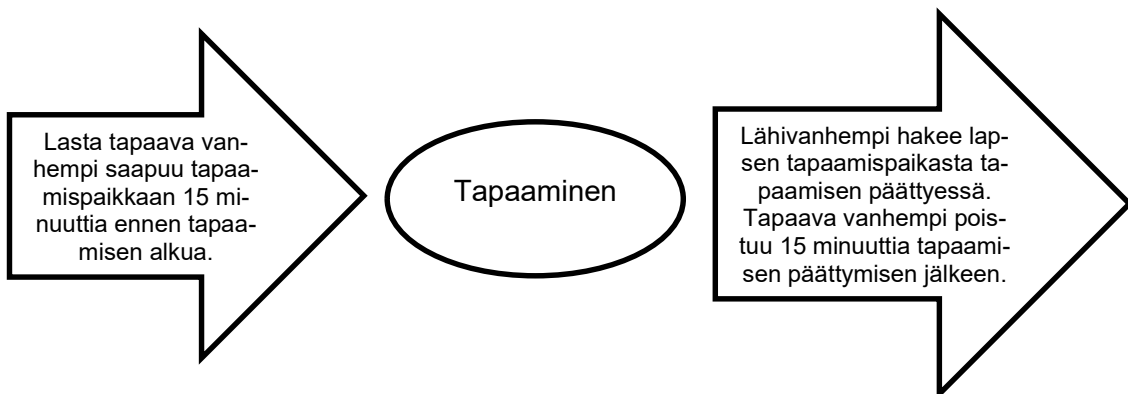 Lasta tapaava van-
hempi saapuu tapaa-
mispaikkaan 15 mi-
nuuttia ennen tapaa-
misen alkua.
Tapaaminen
Lähivanhempi hakee lap-
sen tapaamispaikasta ta-
paamisen päättyessä.
Tapaava vanhempi pois-
tuu 15 minuuttia tapaami-
sen päättymisen jälkeen.